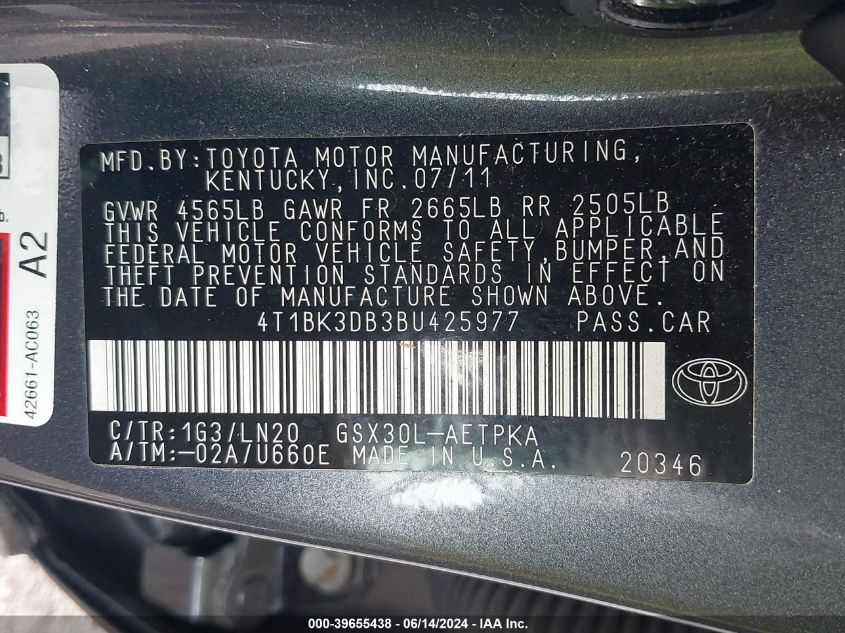 MFD.BY:TOYOTA MOTOR MANUFACTURING,
KENTUCKY,INC.07/11
GVWR 4565LB GAWR FR 2665LB RR 2505LB
THIS VEHICLE CONFORMS TO ALL APPLICABLE
FEDERAL MOTOR VEHICLE SAFETY,BUMPER,AND
THEFT PREVENTION STANDARDS IN EFFECT ON
THE DATE OF MANUFACTURE SHOWN ABOVE.
4T1BK3DB3BU425977 PASS.CAR
C/TR:1G3/LN20 GSX30L-AETPKA
A/TM:-02A/U660E MADE IN U.S.A. 20346
A2
42661-AC063
000-39655438 - 06/14/2024 - IAA Inc.